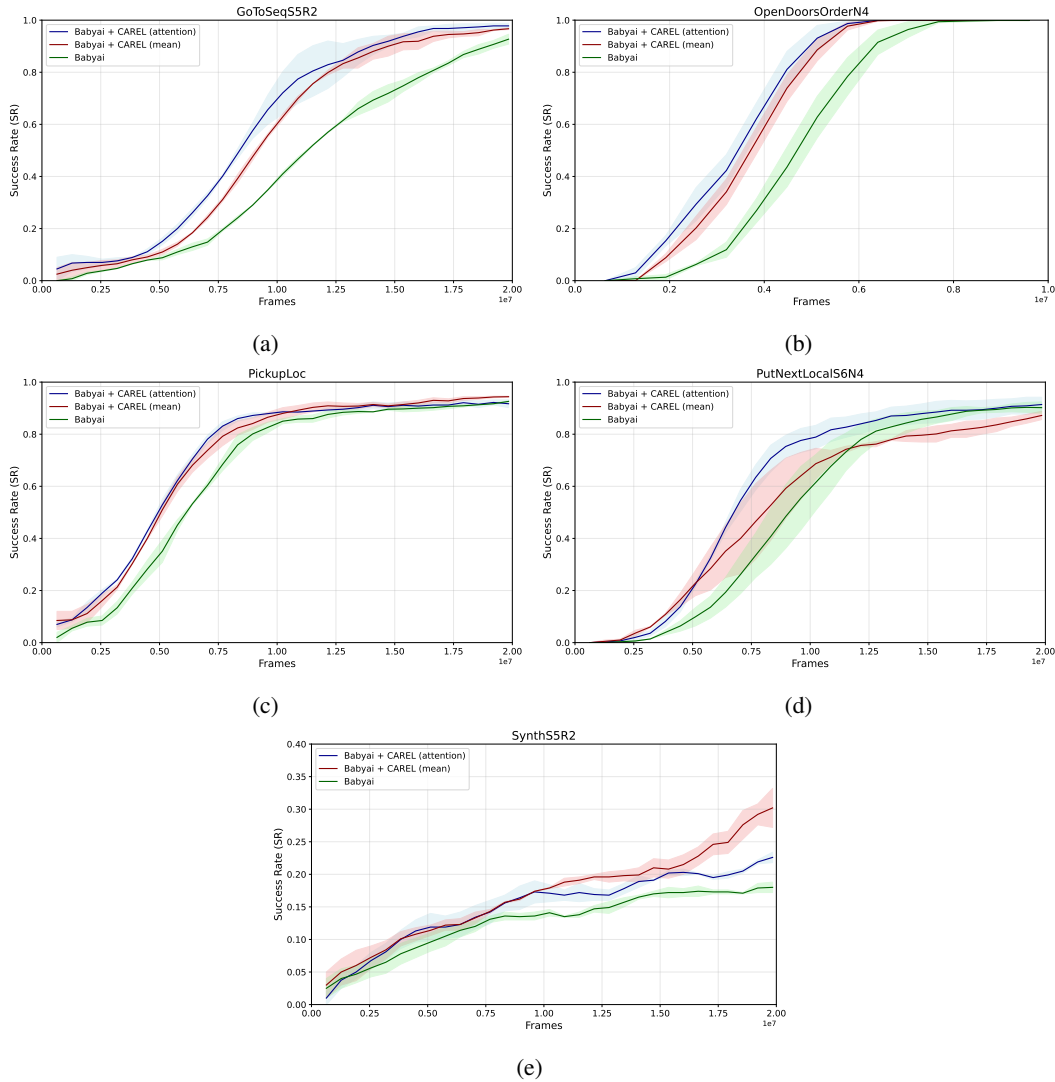 GoToSeqS5R2
Babyai + CAREL (attention)
Babyai + CAREL (mean)
Babyai
Success Rate (SR)
1.0
0.8
0.6
0.4
0.2
0.0
0.00 0.25 0.50 0.75 1.00 1.25 1.50 1.75 2.00
1e7
Frames
(a)
OpenDoorsOrderN4
Babyai + CAREL (attention)
Babyai + CAREL (mean)
Babyai
Success Rate (SR)
1.0
0.8
0.6
0.4
0.2
0.0
0.0 0.2 0.4 0.6 0.8 1.0
1e7
Frames
(b)
PickupLoc
Babyai + CAREL (attention)
Babyai + CAREL (mean)
Babyai
Success Rate (SR)
1.0
0.8
0.6
0.4
0.2
0.0
0.00 0.25 0.50 0.75 1.00 1.25 1.50 1.75 2.00
1e7
Frames
(c)
PutNextLocalS6N4
Babyai + CAREL (attention)
Babyai + CAREL (mean)
Babyai
Success Rate (SR)
1.0
0.8
0.6
0.4
0.2
0.0
0.00 0.25 0.50 0.75 1.00 1.25 1.50 1.75 2.00
1e7
Frames
(d)
SynthS5R2
Babyai + CAREL (attention)
Babyai + CAREL (mean)
Babyai
Success Rate (SR)
0.40
0.35
0.30
0.25
0.20
0.15
0.10
0.05
0.00
0.00 0.25 0.50 0.75 1.00 1.25 1.50 1.75 2.00
1e7
Frames
(e)